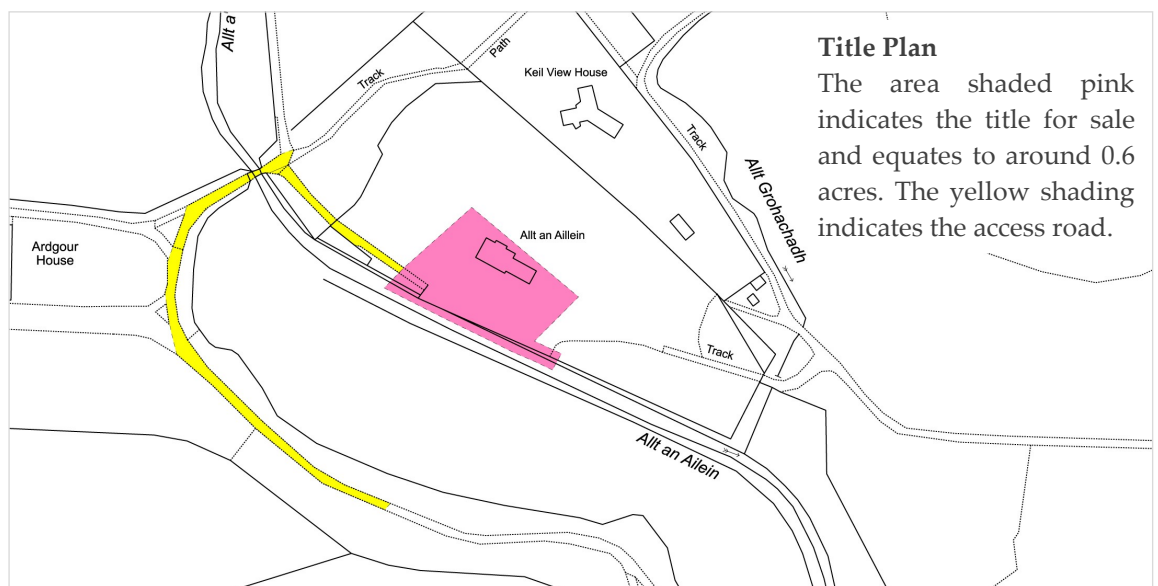 Title Plan
The area shaded pink
indicates the title for sale
and equates to around 0.6
acres. The yellow shading
indicates the access road.
Allt a
Track
Path
Keil View House
Track
Allt Grohachadh
Allt an Aillein
Ardgour
House
Track
Allt an Ailein